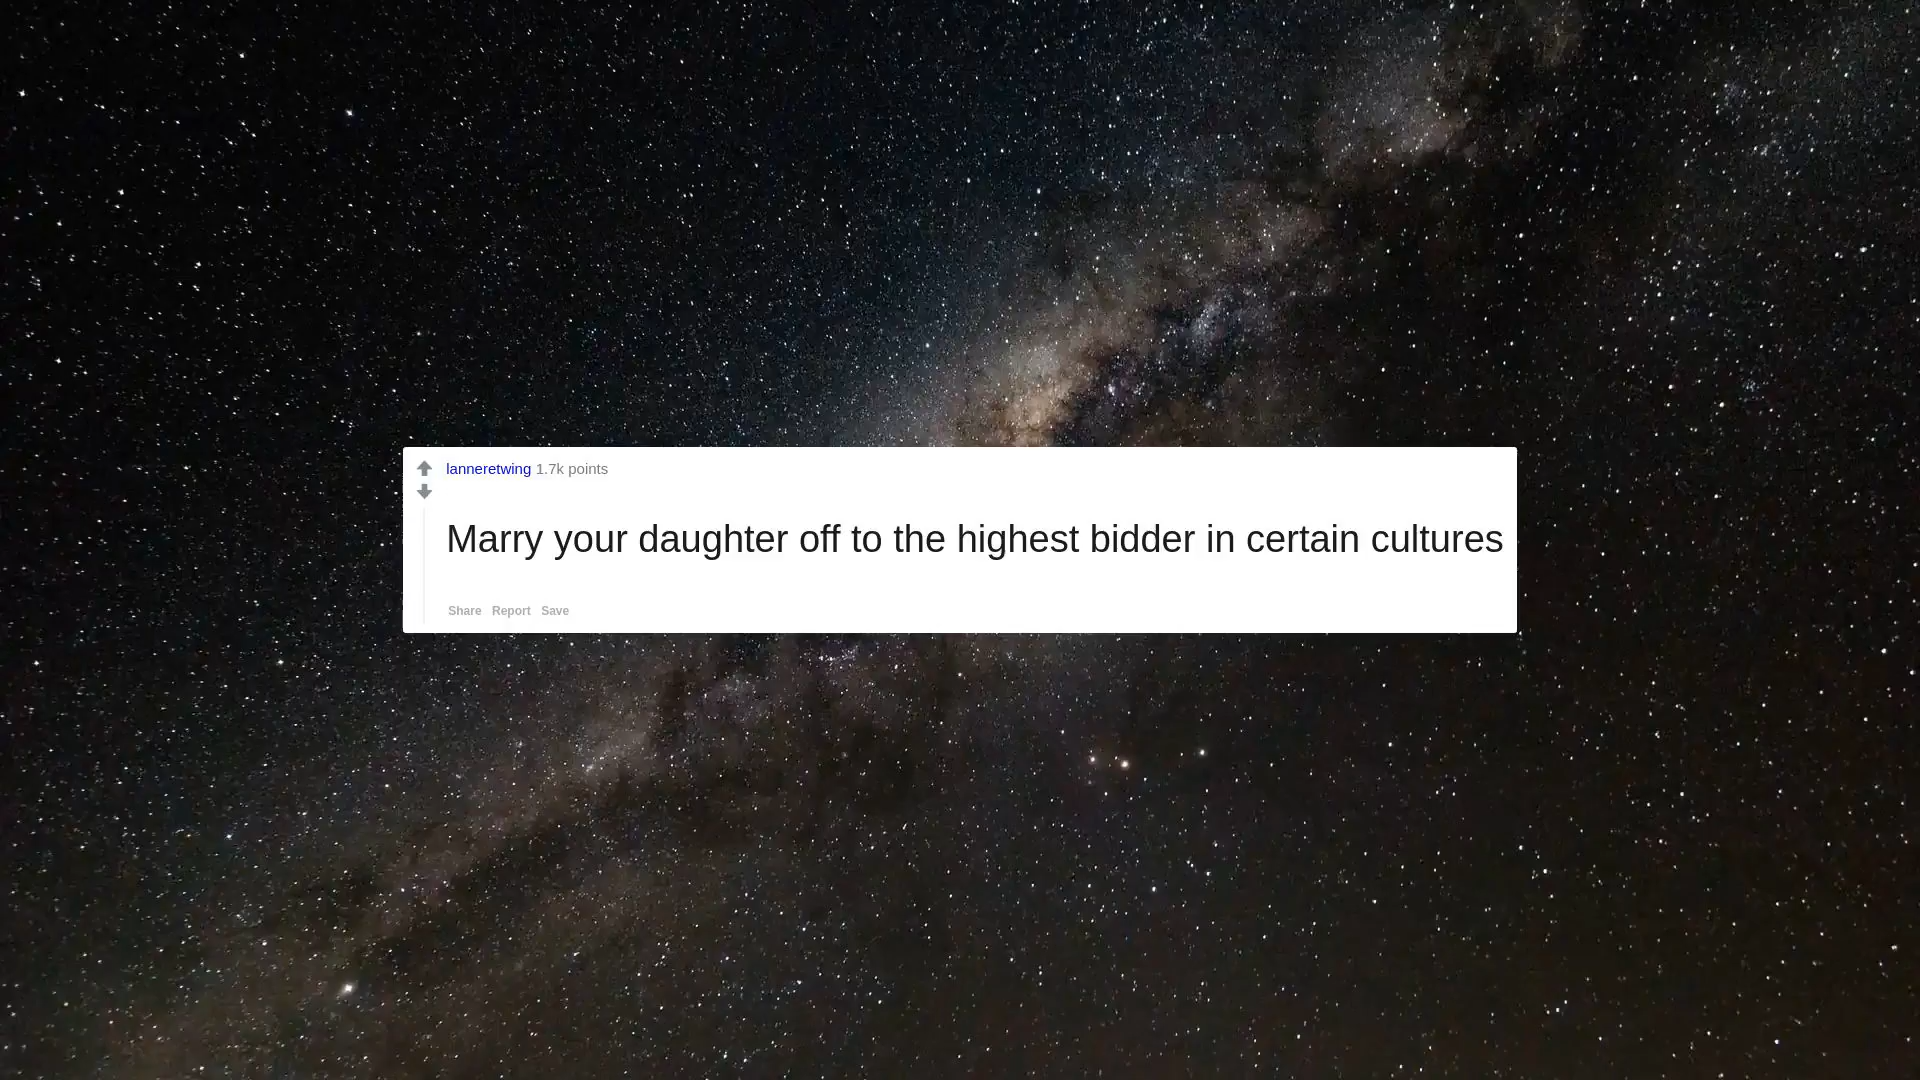 lanneretwing 1.7k points
Marry your daughter off to the highest bidder in certain cultures
Share Report Save